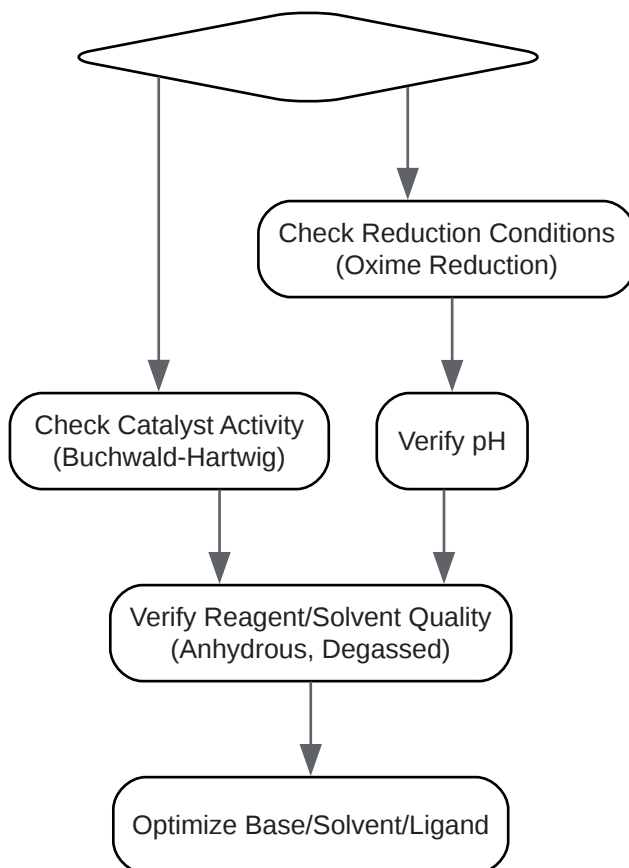 Check Reduction Conditions
(Oxime Reduction)
Check Catalyst Activity
(Buchwald-Hartwig)
Verify pH
Verify Reagent/Solvent Quality
(Anhydrous, Degassed)
Optimize Base/Solvent/Ligand